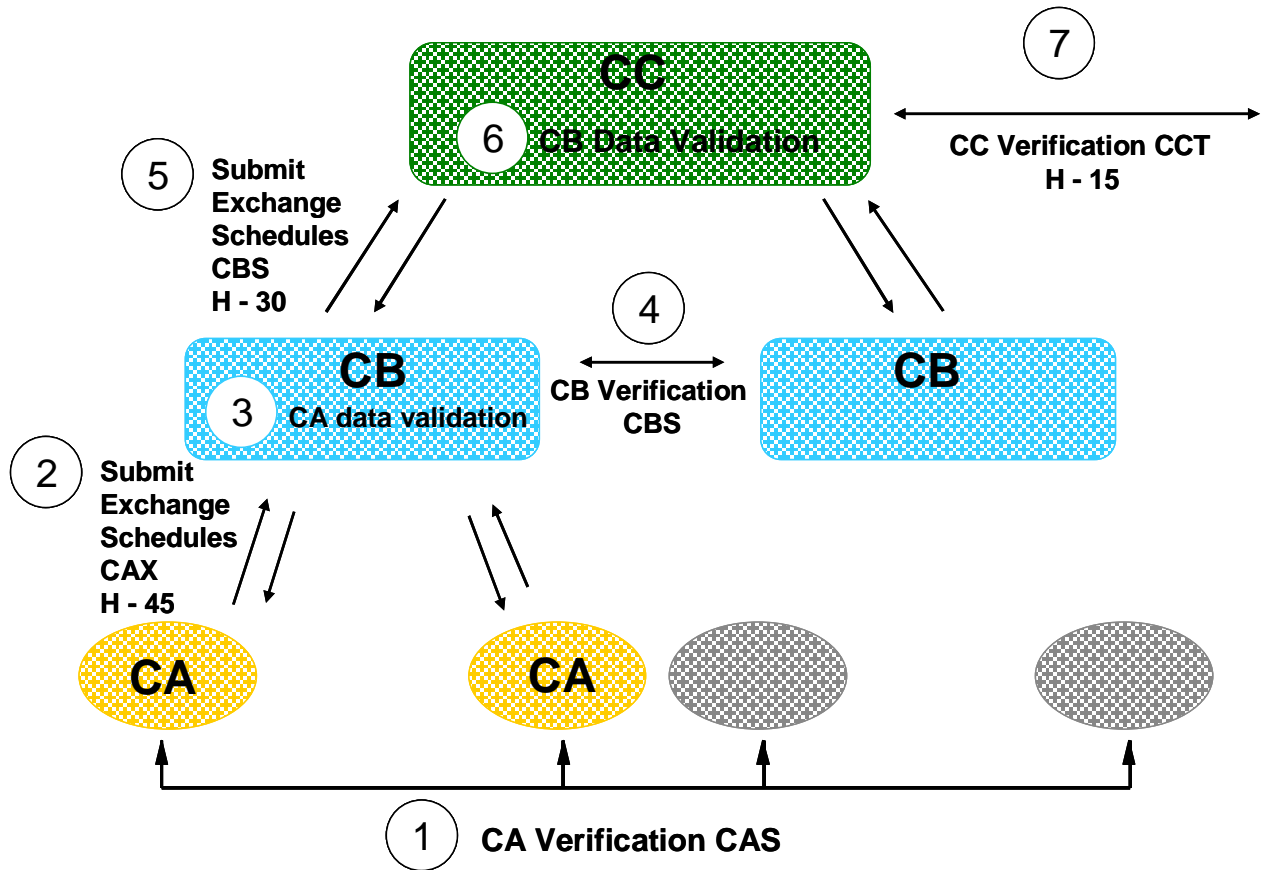 7
CC
6
CB Data Validation
CC Verification CCT
H - 15
5
Submit
Exchange
Schedules
CBS
H - 30
4
CB
3
CA data validation
CB Verification
CBS
CB
2
Submit
Exchange
Schedules
CAX
H - 45
CA
CA
1
CA Verification CAS